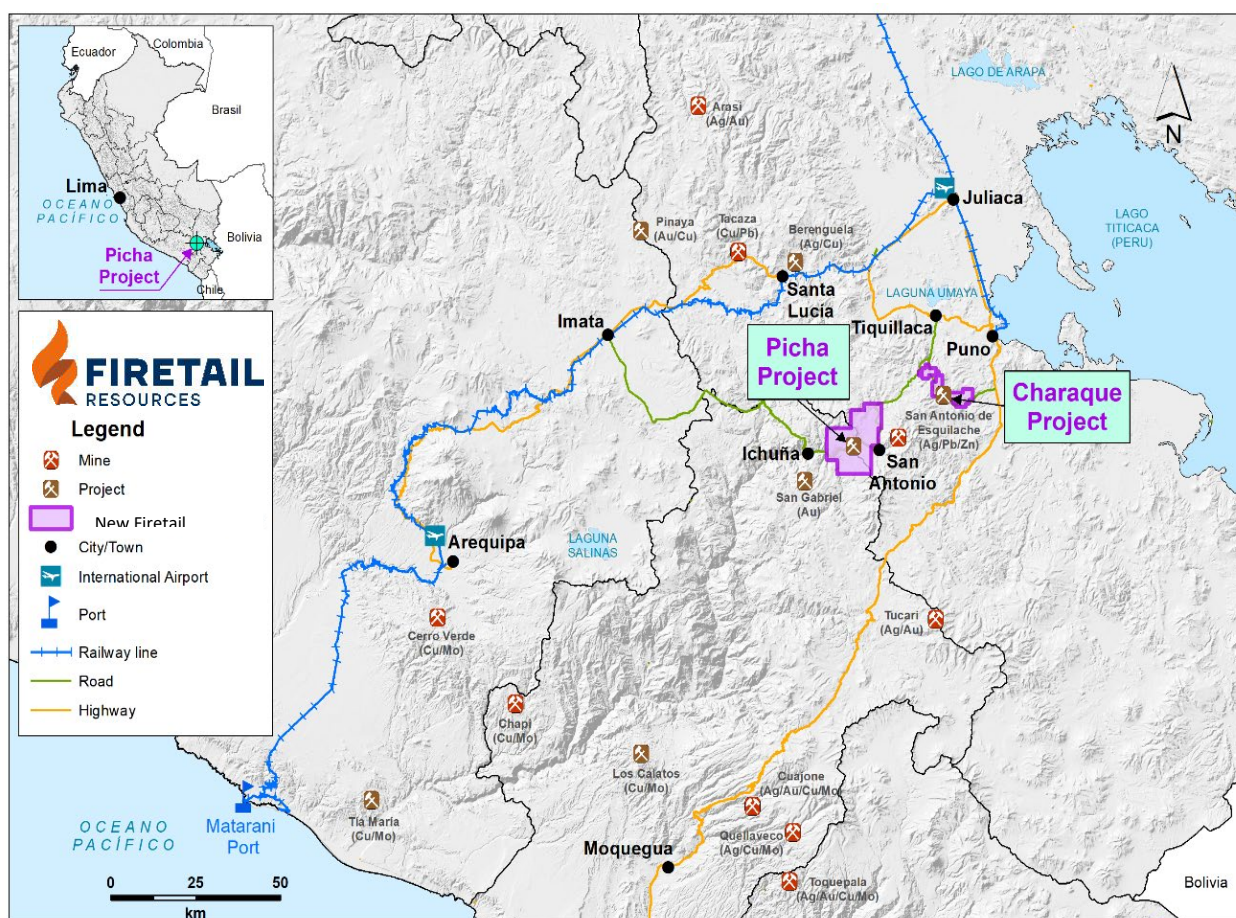 Ecuador
Colombia
Brasil
Lima
OCEANO
PACÍFICO
Bolivia
Picha
Project
Chile
FIRETAIL
RESOURCES
Legend
Mine
Project
New Firetail
City/Town
International Airport
Port
Railway line
Road
Highway
LAGO DE ARAPA
N
Arasi
(Ag/Au)
Juliaca
LAGO
TITICACA
(PERU)
Pinaya
(Au/Cu)
Tacaza
(Cu/Pb)
Berenguela
(Ag/Cu)
Santa
Lucía
LAGUNA UMAYA
Imata
Tiquillaca
Puno
Picha
Project
Charaque
Project
San Antonio de
Esquilache
(Ag/Pb/Zn)
Ichuña
San
Antonio
San Gabriel
(Au)
Arequipa
LAGUNA
SALINAS
Cerro Verde
(Cu/Mo)
Tucari
(Ag/Au)
Chapi
(Cu/Mo)
Los Calatos
(Cu/Mo)
Cuajone
(Ag/Au/Cu/Mo)
Tia Maria
(Cu/Mo)
Quellaveco
(Ag/Cu/Mo)
OCEANO
PACÍFICO
Matarani
Port
Moquegua
Toquepala
(Ag/Au/Cu/Mo)
Bolivia
0 25 50
km